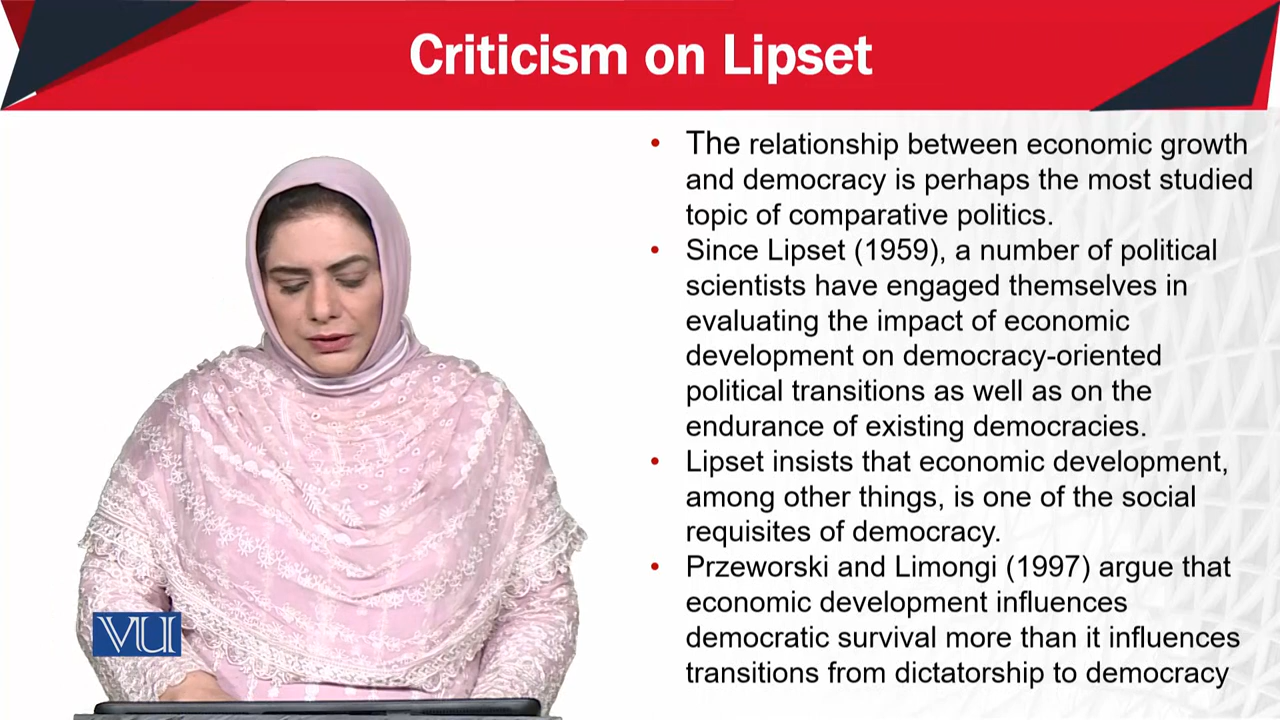 Criticism on Lipset
• The relationship between economic growth
and democracy is perhaps the most studied
topic of comparative politics.
• Since Lipset (1959), a number of political
scientists have engaged themselves in
evaluating the impact of economic
development on democracy-oriented
political transitions as well as on the
endurance of existing democracies.
• Lipset insists that economic development,
among other things, is one of the social
requisites of democracy.
• Przeworski and Limongi (1997) argue that
economic development influences
democratic survival more than it influences
transitions from dictatorship to democracy
VU